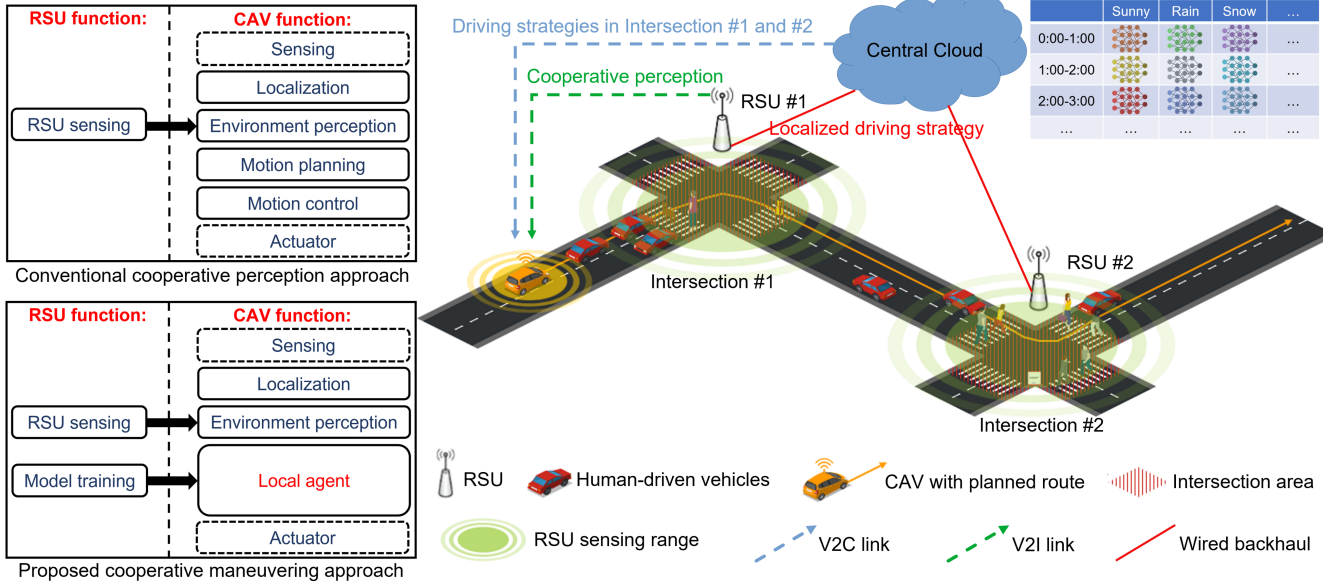 RSU function:
CAV function:
Sensing
Localization
RSU sensing
Environment perception
Motion planning
Motion control
Actuator
Conventional cooperative perception approach
RSU function:
CAV function:
Sensing
Localization
RSU sensing
Environment perception
Model training
Local agent
Actuator
Proposed cooperative maneuvering approach
Driving strategies in Intersection #1 and #2
Cooperative perception
Central Cloud
RSU #1
Localized driving strategy
RSU #2
Intersection #1
Intersection #2
Sunny Rain Snow …
0:00-1:00 …
1:00-2:00 …
2:00-3:00 …
… … … … …
RSU
Human-driven vehicles
CAV with planned route
Intersection area
RSU sensing range
V2C link
V2I link
Wired backhaul